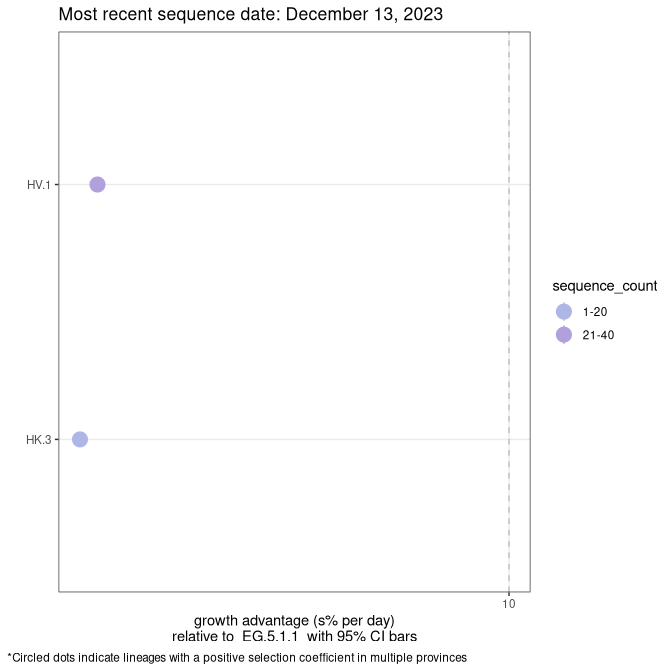 Most recent sequence date: December 13, 2023
HV.1
HK.3
sequence_count
1-20
21-40
10
growth advantage (s% per day)
relative to  EG.5.1.1  with 95% CI bars
*Circled dots indicate lineages with a positive selection coefficient in multiple provinces